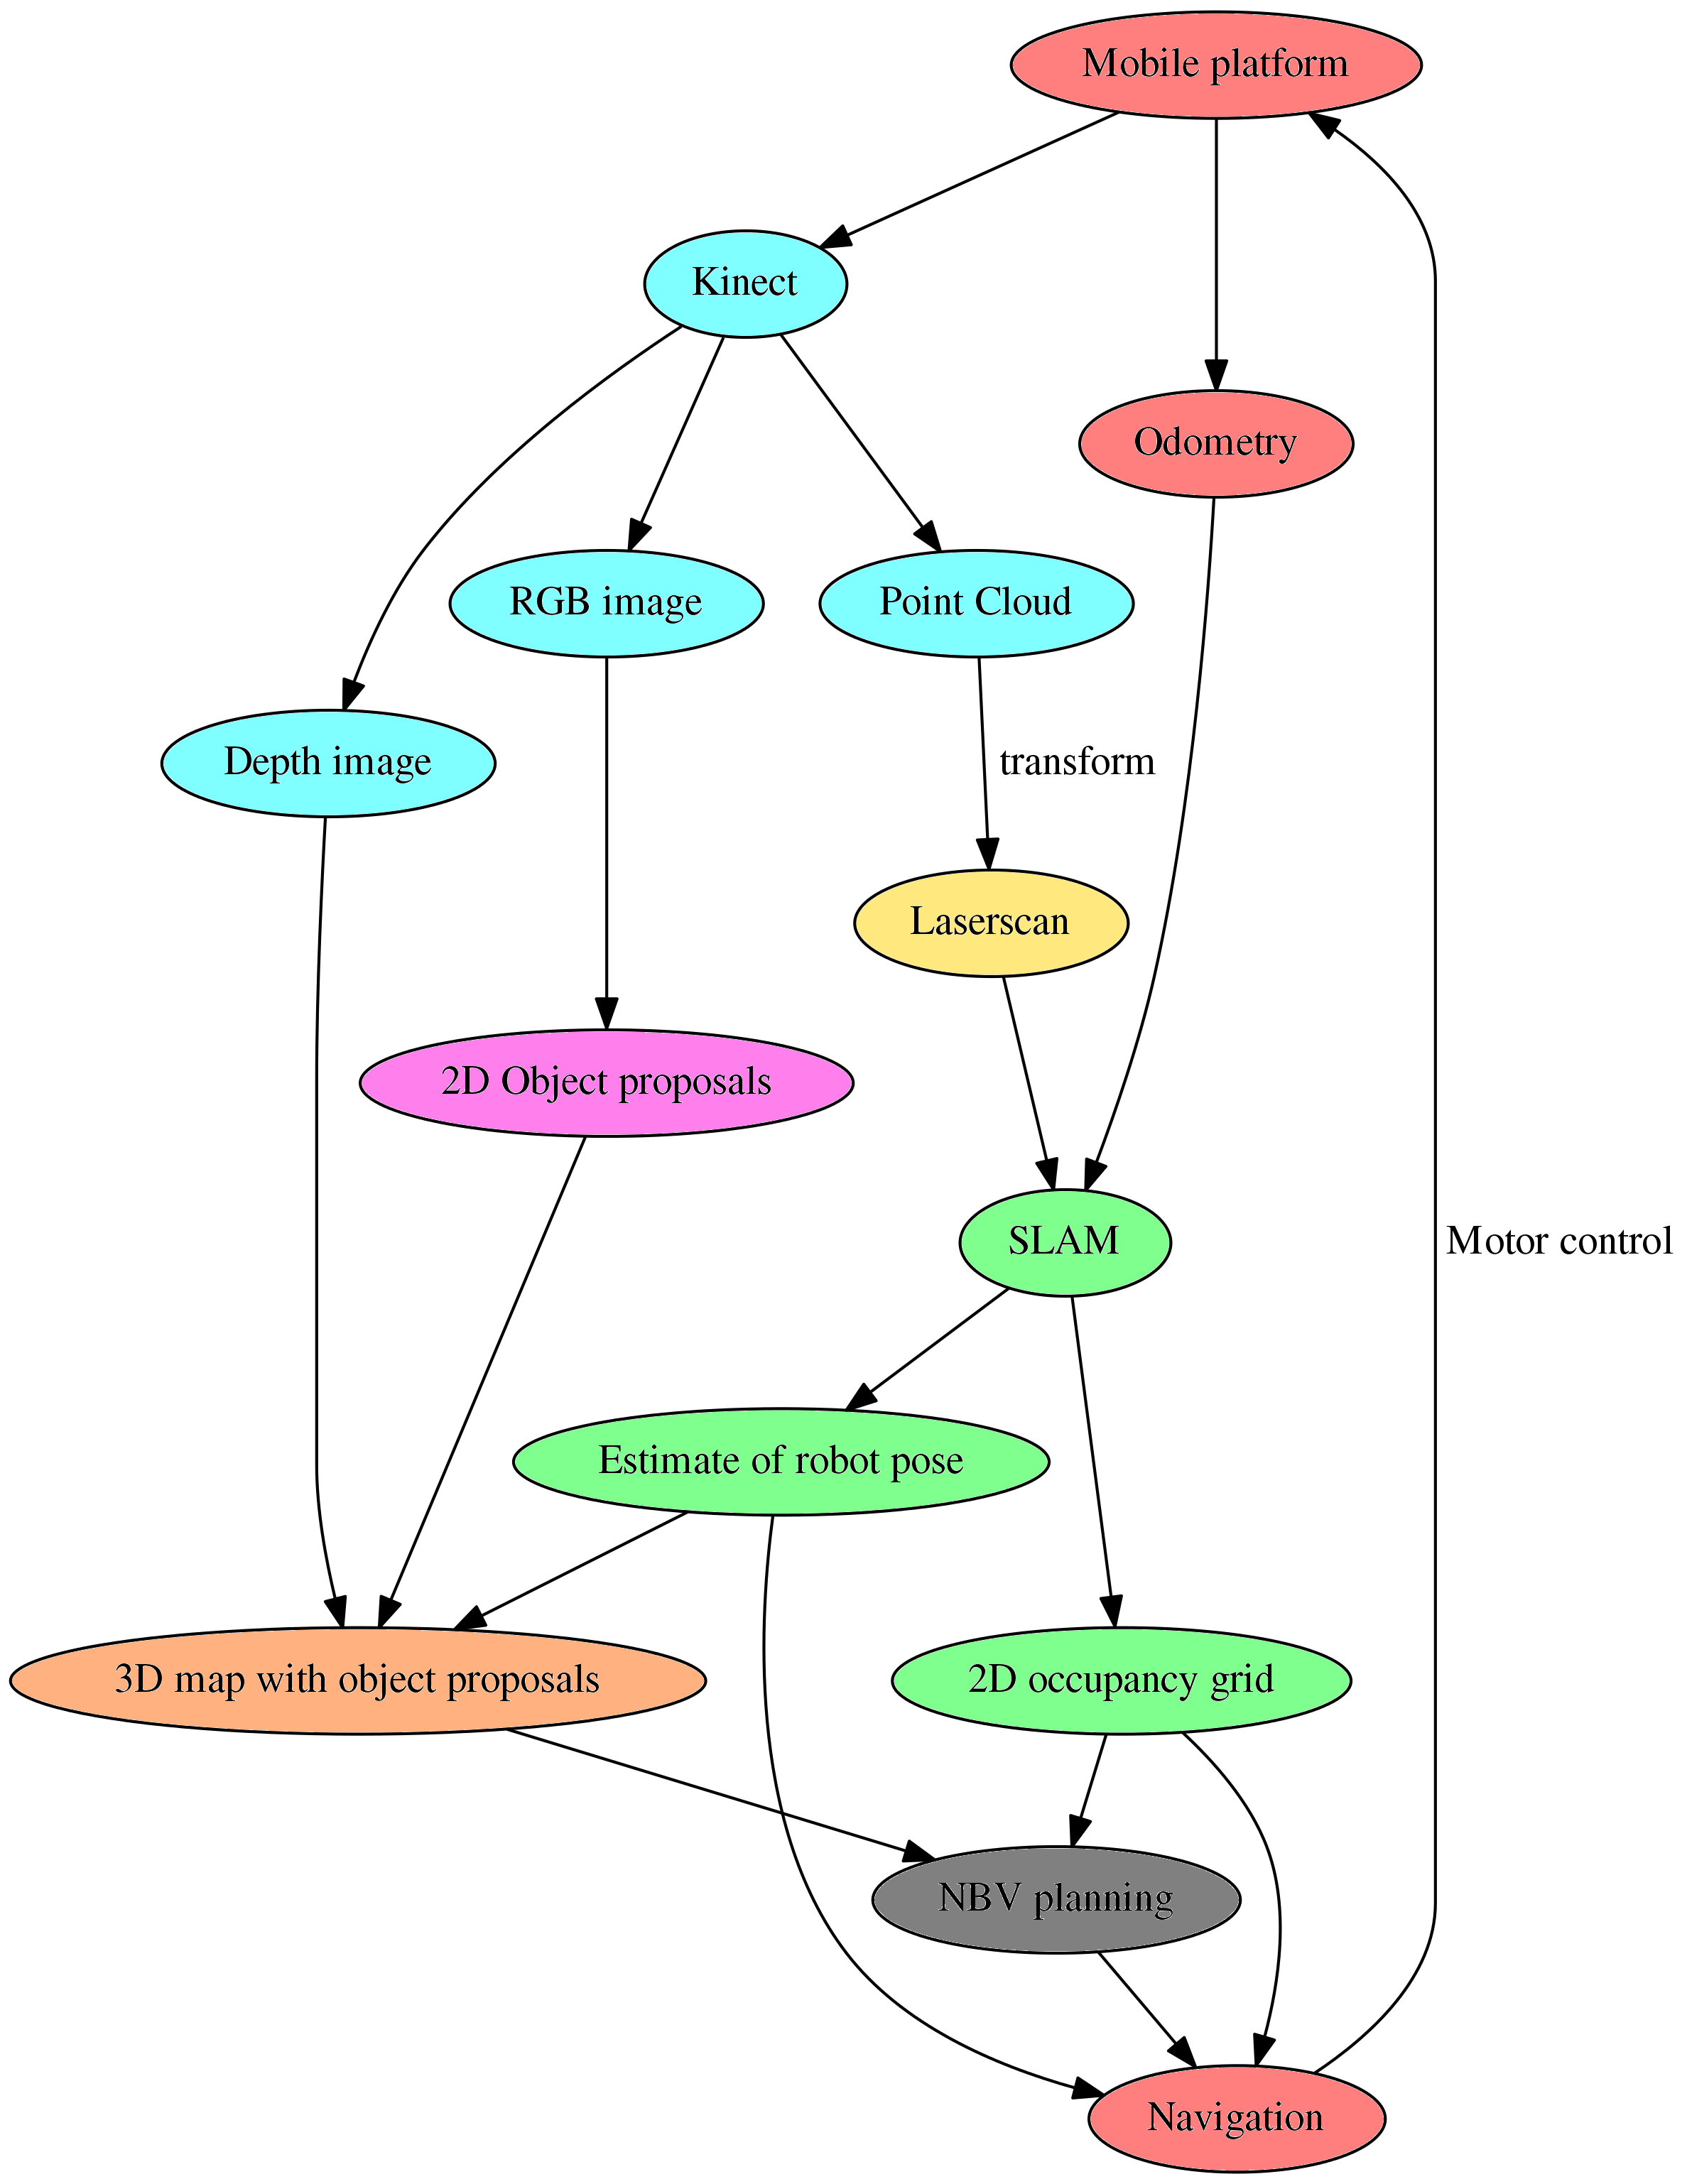 Mobile platform
Kinect
Odometry
RGB image
Point Cloud
Depth image
transform
Laserscan
2D Object proposals
SLAM
Motor control
Estimate of robot pose
3D map with object proposals
2D occupancy grid
NBV planning
Navigation